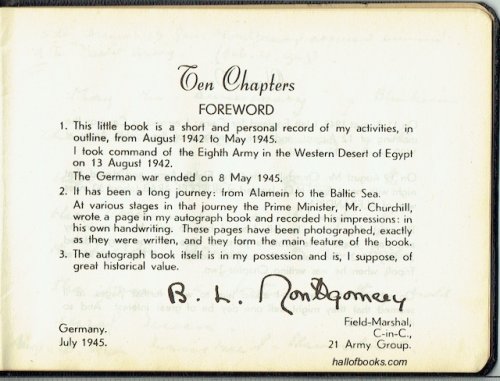 Ten Chapters
FOREWORD
1. This little book is a short and personal record of my activities, in
outline, from August 1942 to May 1945.
I took command of the Eighth Army in the Western Desert of Egypt
on 13 August 1942.
The German war ended on 8 May 1945.
2. It has been a long journey: from Alamein to the Baltic Sea.
At various stages in that journey the Prime Minister, Mr. Churchill,
wrote a page in my autograph book and recorded his impressions: in
his own handwriting. These pages have been photographed, exactly
as they were written, and they form the main feature of the book.
3. The autograph book itself is in my possession and is, I suppose, of
great historical value.
B. L. Montgomery
Germany.
July 1945.
Field-Marshal,
C-in-C.,
21 Army Group.
hallofbooks.com